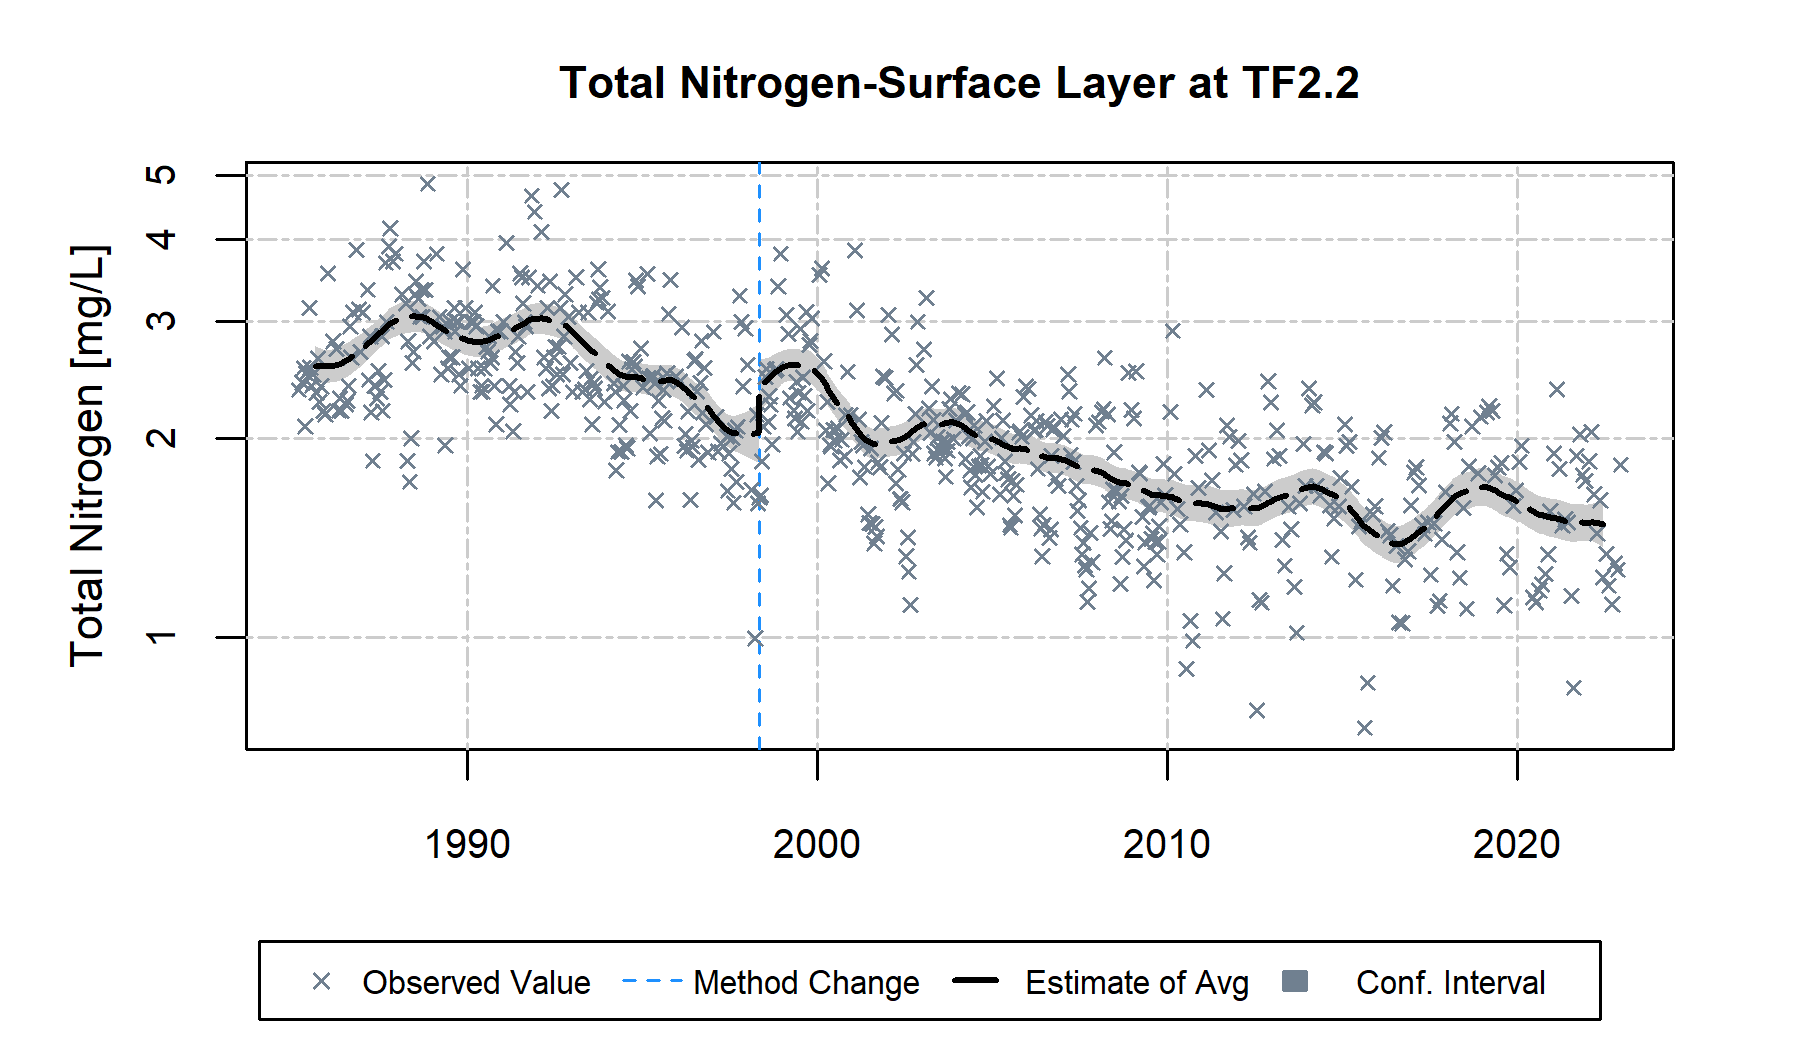 Total Nitrogen-Surface Layer at TF2.2
Total Nitrogen [mg/L]
5
4
3
2
1
1990 2000 2010 2020
Observed Value Method Change Estimate of Avg Conf. Interval